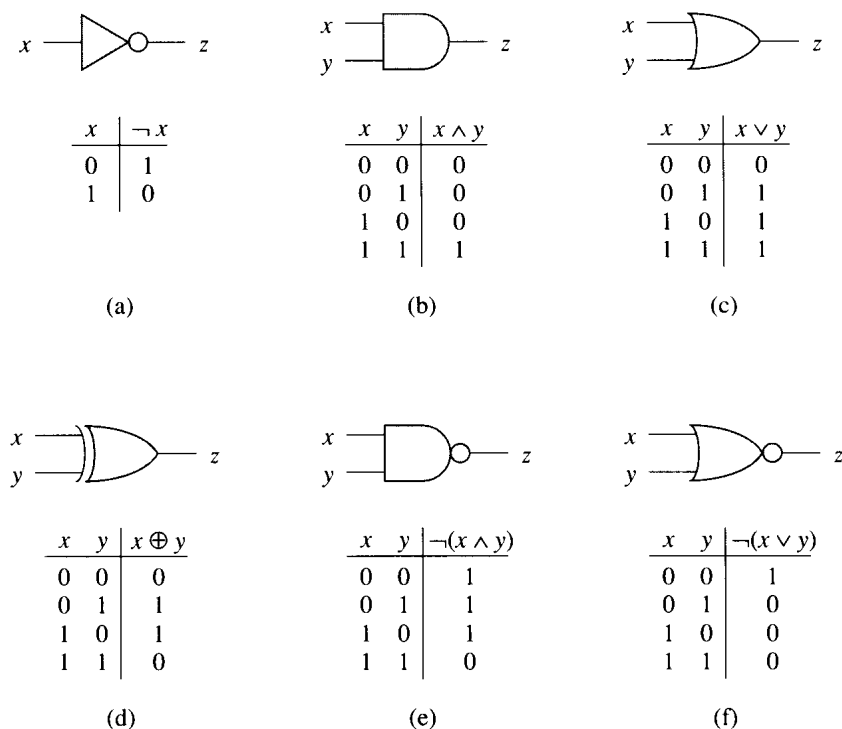 x z
x y z
x y z
x ¬ x
0 1
1 0
x y x ∧ y
0 0 0
0 1 0
1 0 0
1 1 1
x y x ∨ y
0 0 0
0 1 1
1 0 1
1 1 1
(a) (b) (c)
x y z
x y z
x y z
x y x ⊕ y
0 0 0
0 1 1
1 0 1
1 1 0
x y ¬(x ∧ y)
0 0 1
0 1 1
1 0 1
1 1 0
x y ¬(x ∨ y)
0 0 1
0 1 0
1 0 0
1 1 0
(d) (e) (f)